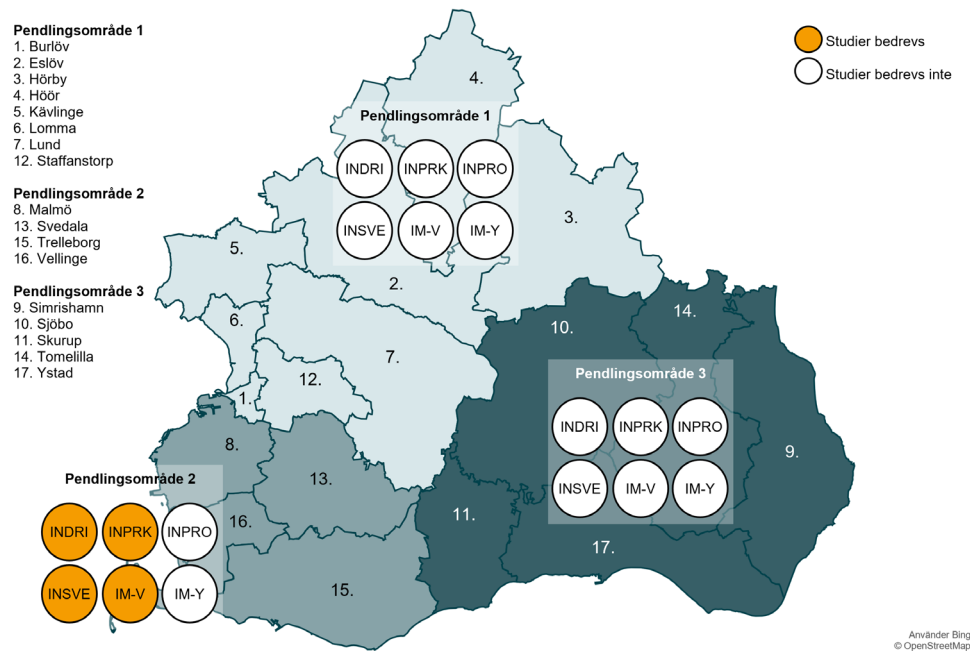 Pendlingsområde 1
1. Burlöv
2. Eslöv
3. Hörby
4. Höör
5. Kävlinge
6. Lomma
7. Lund
12. Staffanstorp
Pendlingsområde 2
8. Malmö
13. Svedala
15. Trelleborg
16. Vellinge
Pendlingsområde 3
9. Simrishamn
10. Sjöbo
11. Skurup
14. Tomelilla
17. Ystad
Studier bedrevs
Studier bedrevs inte
4.
Pendlingsområde 1
INDRI INPRK INPRO
INSVE IM-V IM-Y
3.
5.
2.
6.
7.
12.
1.
10.
14.
Pendlingsområde 3
INDRI INPRK INPRO
INSVE IM-V IM-Y
9.
11.
17.
8.
13.
Pendlingsområde 2
INDRI INPRK INPRO
INSVE IM-V IM-Y
16.
15.
Använder Bing
© OpenStreetMap